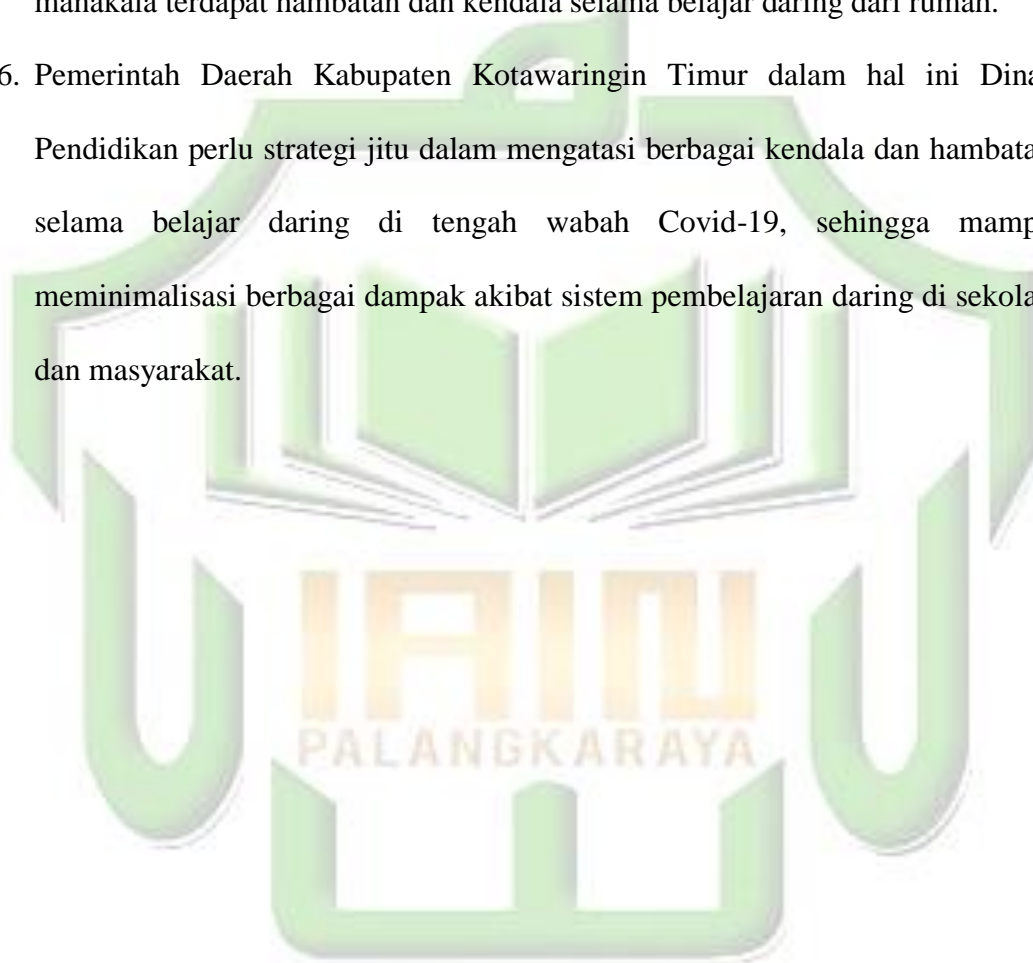 manakala terdapat hambatan dan kendala selama belajar daring dari rumah.
6. Pemerintah Daerah Kabupaten Kotawaringin Timur dalam hal ini Dina
Pendidikan perlu strategi jitu dalam mengatasi berbagai kendala dan hambata
selama belajar daring di tengah wabah Covid-19, sehingga mamp
meminimalisasi berbagai dampak akibat sistem pembelajaran daring di sekola
dan masyarakat.
IAIN
PALANGKARAYA